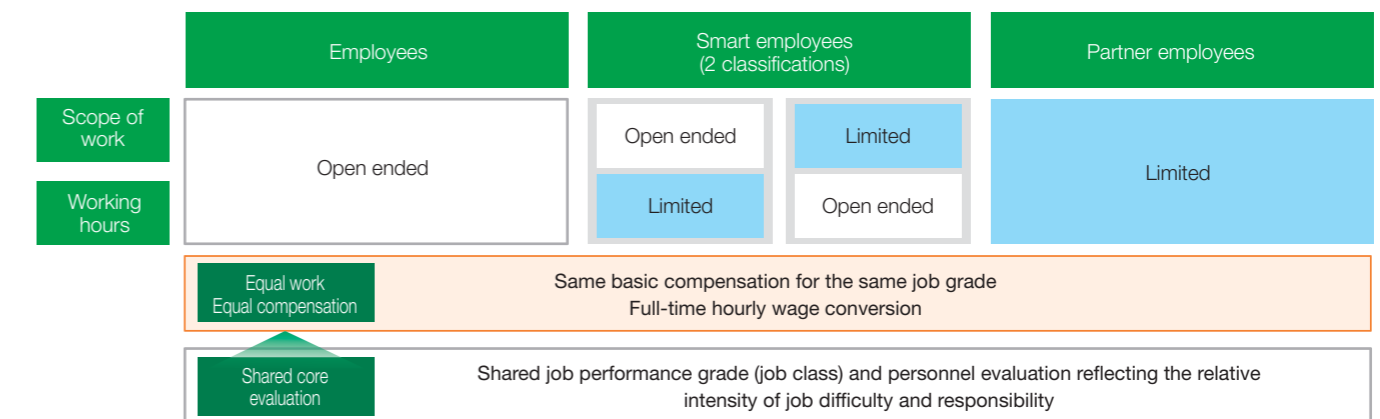 Employees
Smart employees
(2 classifications)
Partner employees
Scope of
work
Working
hours
Open ended
Open ended
Limited
Limited
Open ended
Limited
Equal work
Equal compensation
Same basic compensation for the same job grade
Full-time hourly wage conversion
Shared core
evaluation
Shared job performance grade (job class) and personnel evaluation reflecting the relative
intensity of job difficulty and responsibility